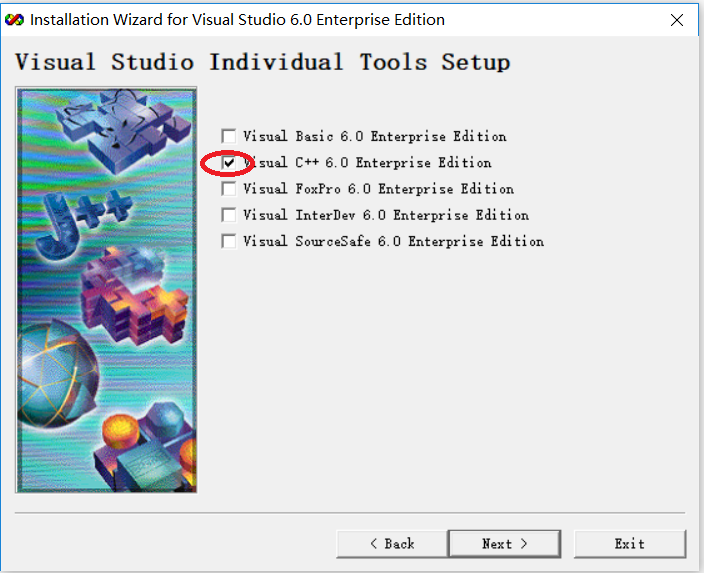 Installation Wizard for Visual Studio 6.0 Enterprise Edition
Visual Studio Individual Tools Setup
Visual Basic 6.0 Enterprise Edition
Visual C++ 6.0 Enterprise Edition
Visual FoxPro 6.0 Enterprise Edition
Visual InterDev 6.0 Enterprise Edition
Visual SourceSafe 6.0 Enterprise Edition
J++
< Back
Next >
Exit